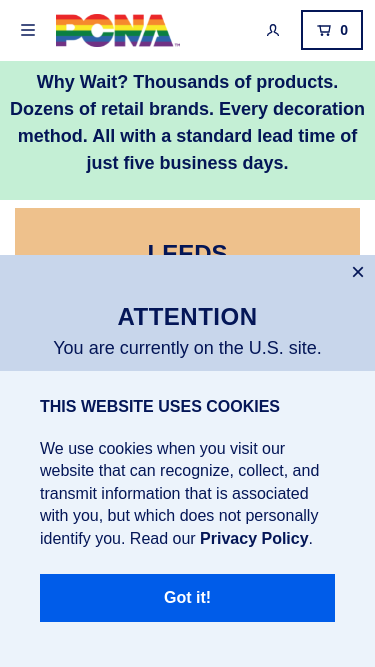 PCNA™
0
Why Wait? Thousands of products.
Dozens of retail brands. Every decoration
method. All with a standard lead time of
just five business days.
LEEDS
ATTENTION
You are currently on the U.S. site.
THIS WEBSITE USES COOKIES
We use cookies when you visit our
website that can recognize, collect, and
transmit information that is associated
with you, but which does not personally
identify you. Read our Privacy Policy.
Got it!